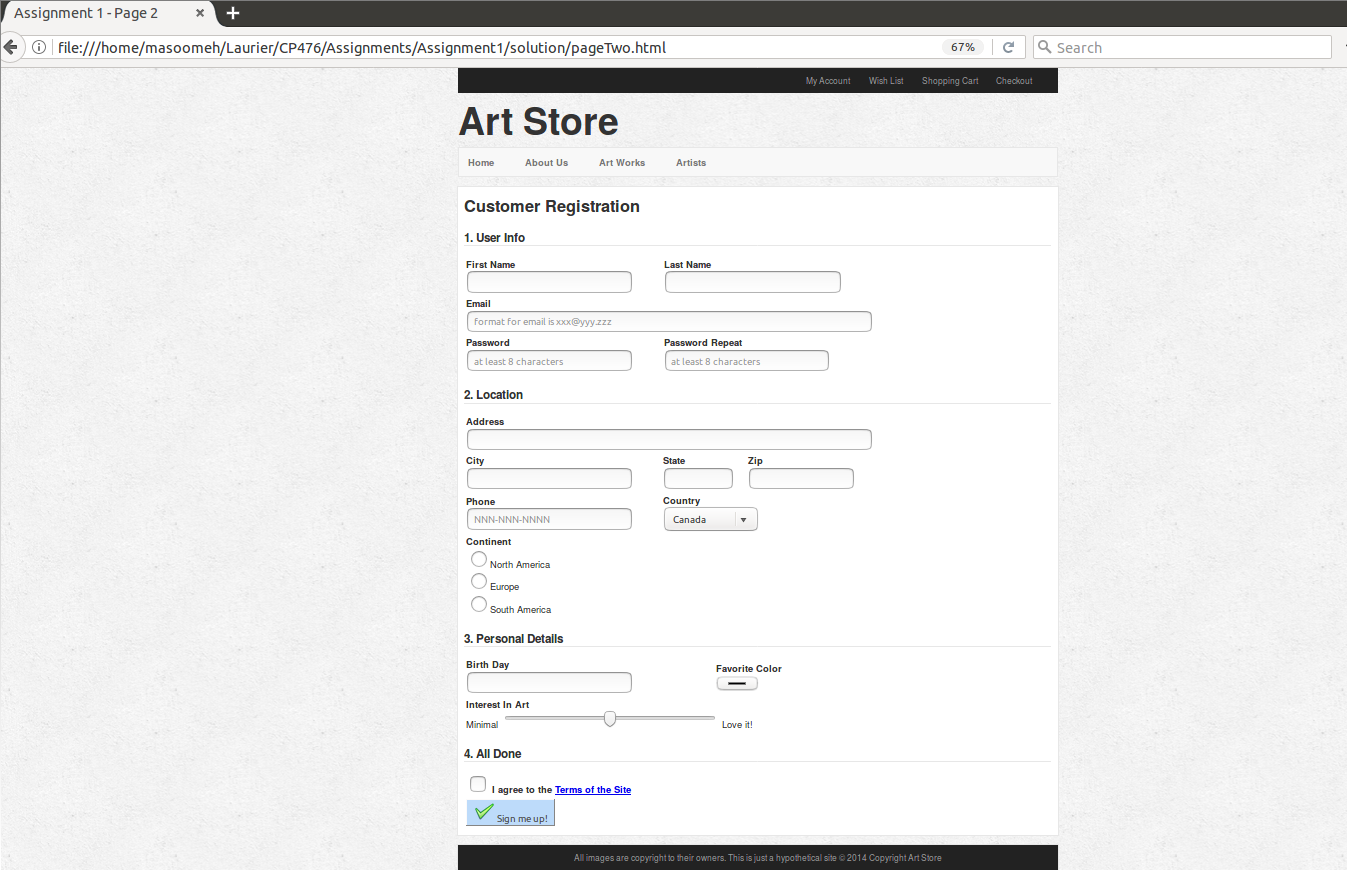 Assignment 1 - Page 2
file:///home/masoomeh/Laurier/CP476/Assignments/Assignment1/solution/pageTwo.html 67% Search
My Account Wish List Shopping Cart Checkout
Art Store
Home About Us Art Works Artists
Customer Registration
1. User Info
First Name Last Name
Email
format for email is xxx@yyy.zzz
Password Password Repeat
at least 8 characters at least 8 characters
2. Location
Address
City State Zip
Phone Country
NNN-NNN-NNNN Canada
Continent
North America
Europe
South America
3. Personal Details
Birth Day Favorite Color
Interest In Art
Minimal Love it!
4. All Done
I agree to the Terms of the Site
Sign me up!
All images are copyright to their owners. This is just a hypothetical site © 2014 Copyright Art Store